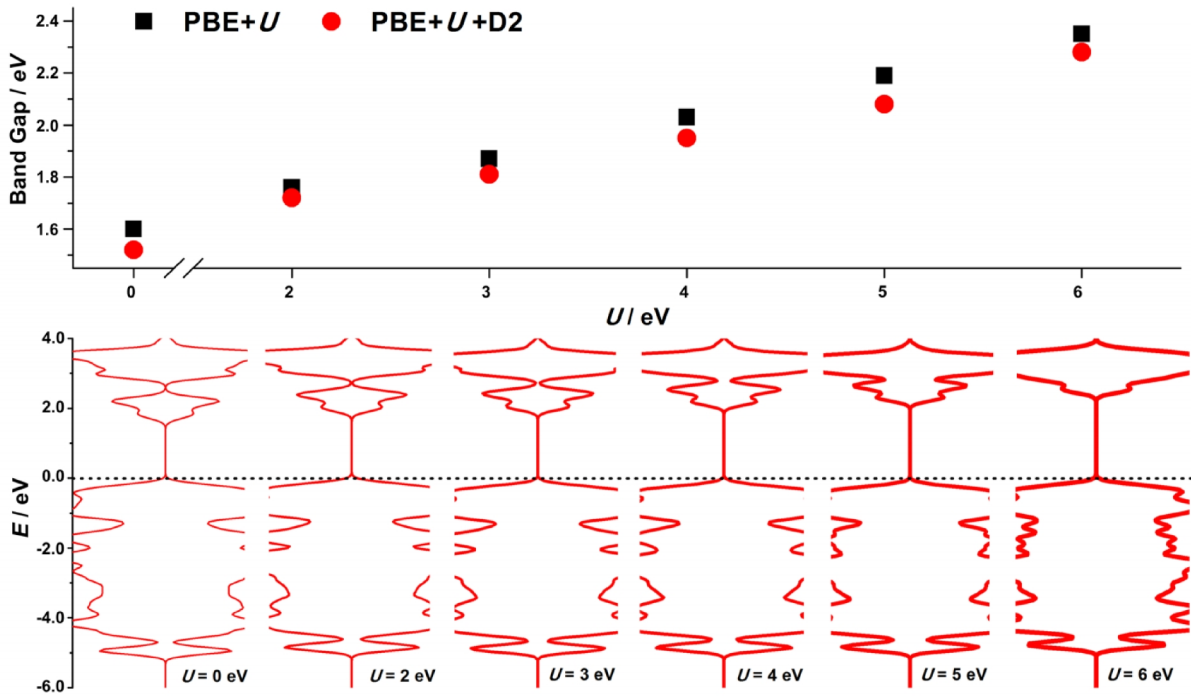 PBE+U PBE+U+D2
Band Gap / eV
2.4
2.2
2.0
1.8
1.6
0 2 3 4 5 6
U / eV
E / eV
4.0
2.0
0.0
-2.0
-4.0
-6.0
U = 0 eV U = 2 eV U = 3 eV U = 4 eV U = 5 eV U = 6 eV